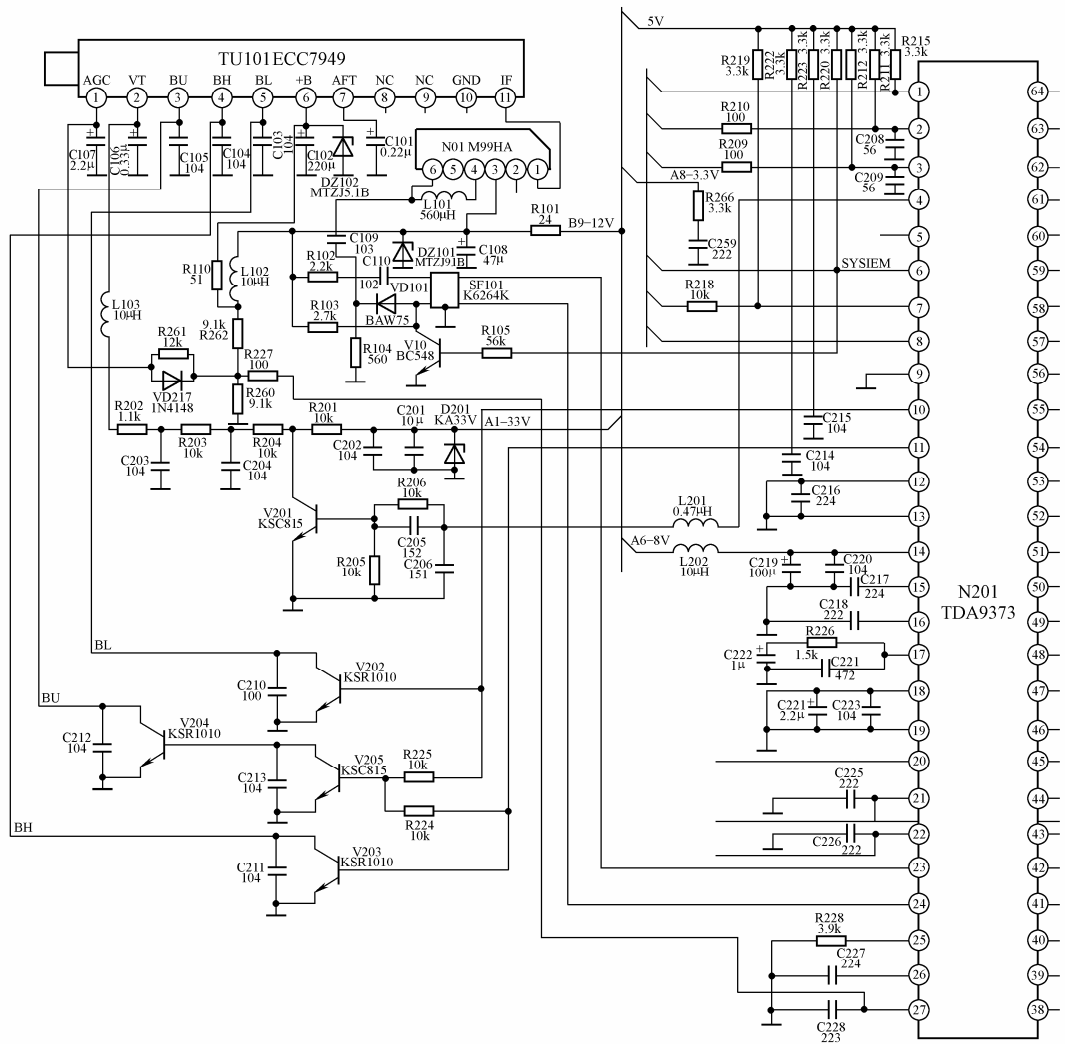 5V
TU101ECC7949
AGC VT BU BH BL +B AFT NC NC GND IF
1 2 3 4 5 6 7 8 9 10 11
R219
3.3k
R222
3.3k
R223 3.3k
R220 3.3k
R212 3.3k
R211 3.3k
R215
3.3k
C107
2.2μ
C106
0.33μ
C105
104
C104
104
C103
104
C102
220μ
DZ102
MTZJ5.1B
C101
0.22μ
N01 M99HA
6 5 4 3 2 1
L101
560μH
R210
100
R209
100
C208
56
C209
56
A8-3.3V
R266
3.3k
C259
222
R101
24
B9-12V
SYSIEM
R218
10k
C109
103
DZ101
MTZJ91B
C108
47μ
R102
2.2k
C110
102
VD101
BAW75
SF101
K6264K
R103
2.7k
R104
560
V10
BC548
R105
56k
R110
51
L102
10μH
L103
10μH
9.1k
R262
R261
12k
VD217
1N4148
R227
100
R260
9.1k
R202
1.1k
R203
10k
R204
10k
R201
10k
C201
10μ
D201
KA33V
A1-33V
C202
104
C203
104
C204
104
C215
104
C214
104
C216
224
R206
10k
V201
KSC815
C205
152
R205
10k
C206
151
L201
0.47μH
A6-8V
L202
10μH
C219
100μ
C220
104
C217
224
C218
222
R226
1.5k
C222
1μ
C221
472
C221
2.2μ
C223
104
N201
TDA9373
BL
V202
KSR1010
C210
100
BU
V204
KSR1010
C212
104
V205
KSC815
C213
104
R225
10k
R224
10k
C225
222
C226
222
BH
V203
KSR1010
C211
104
R228
3.9k
C227
224
C228
223
1 64
2 63
3 62
4 61
5 60
6 59
7 58
8 57
9 56
10 55
11 54
12 53
13 52
14 51
15 50
16 49
17 48
18 47
19 46
20 45
21 44
22 43
23 42
24 41
25 40
26 39
27 38